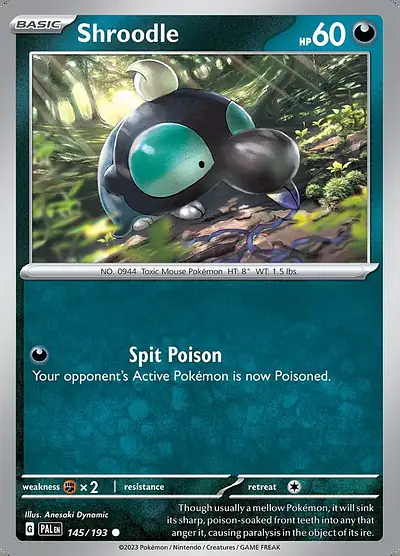 BASIC Shroodle HP 60
NO. 0944 Toxic Mouse Pokémon HT: 8" WT: 1.5 lbs.
Spit Poison
Your opponent's Active Pokémon is now Poisoned.
weakness ×2 resistance retreat
Illus. Anesaki Dynamic
G PAL EN 145/193
Though usually a mellow Pokémon, it will sink
its sharp, poison-soaked front teeth into any that
anger it, causing paralysis in the object of its ire.
©2023 Pokémon / Nintendo / Creatures / GAME FREAK